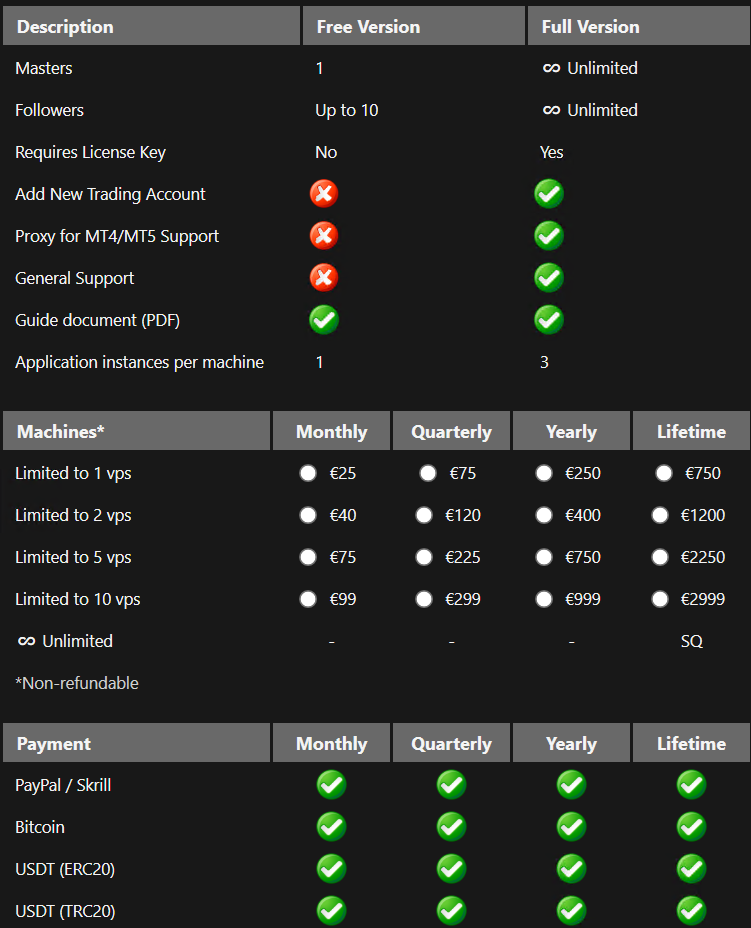 Description Free Version Full Version
Masters 1 ∞ Unlimited
Followers Up to 10 ∞ Unlimited
Requires License Key No Yes
Add New Trading Account
Proxy for MT4/MT5 Support
General Support
Guide document (PDF)
Application instances per machine 1 3
Machines* Monthly Quarterly Yearly Lifetime
Limited to 1 vps €25 €75 €250 €750
Limited to 2 vps €40 €120 €400 €1200
Limited to 5 vps €75 €225 €750 €2250
Limited to 10 vps €99 €299 €999 €2999
∞ Unlimited - - - SQ
*Non-refundable
Payment Monthly Quarterly Yearly Lifetime
PayPal / Skrill
Bitcoin
USDT (ERC20)
USDT (TRC20)